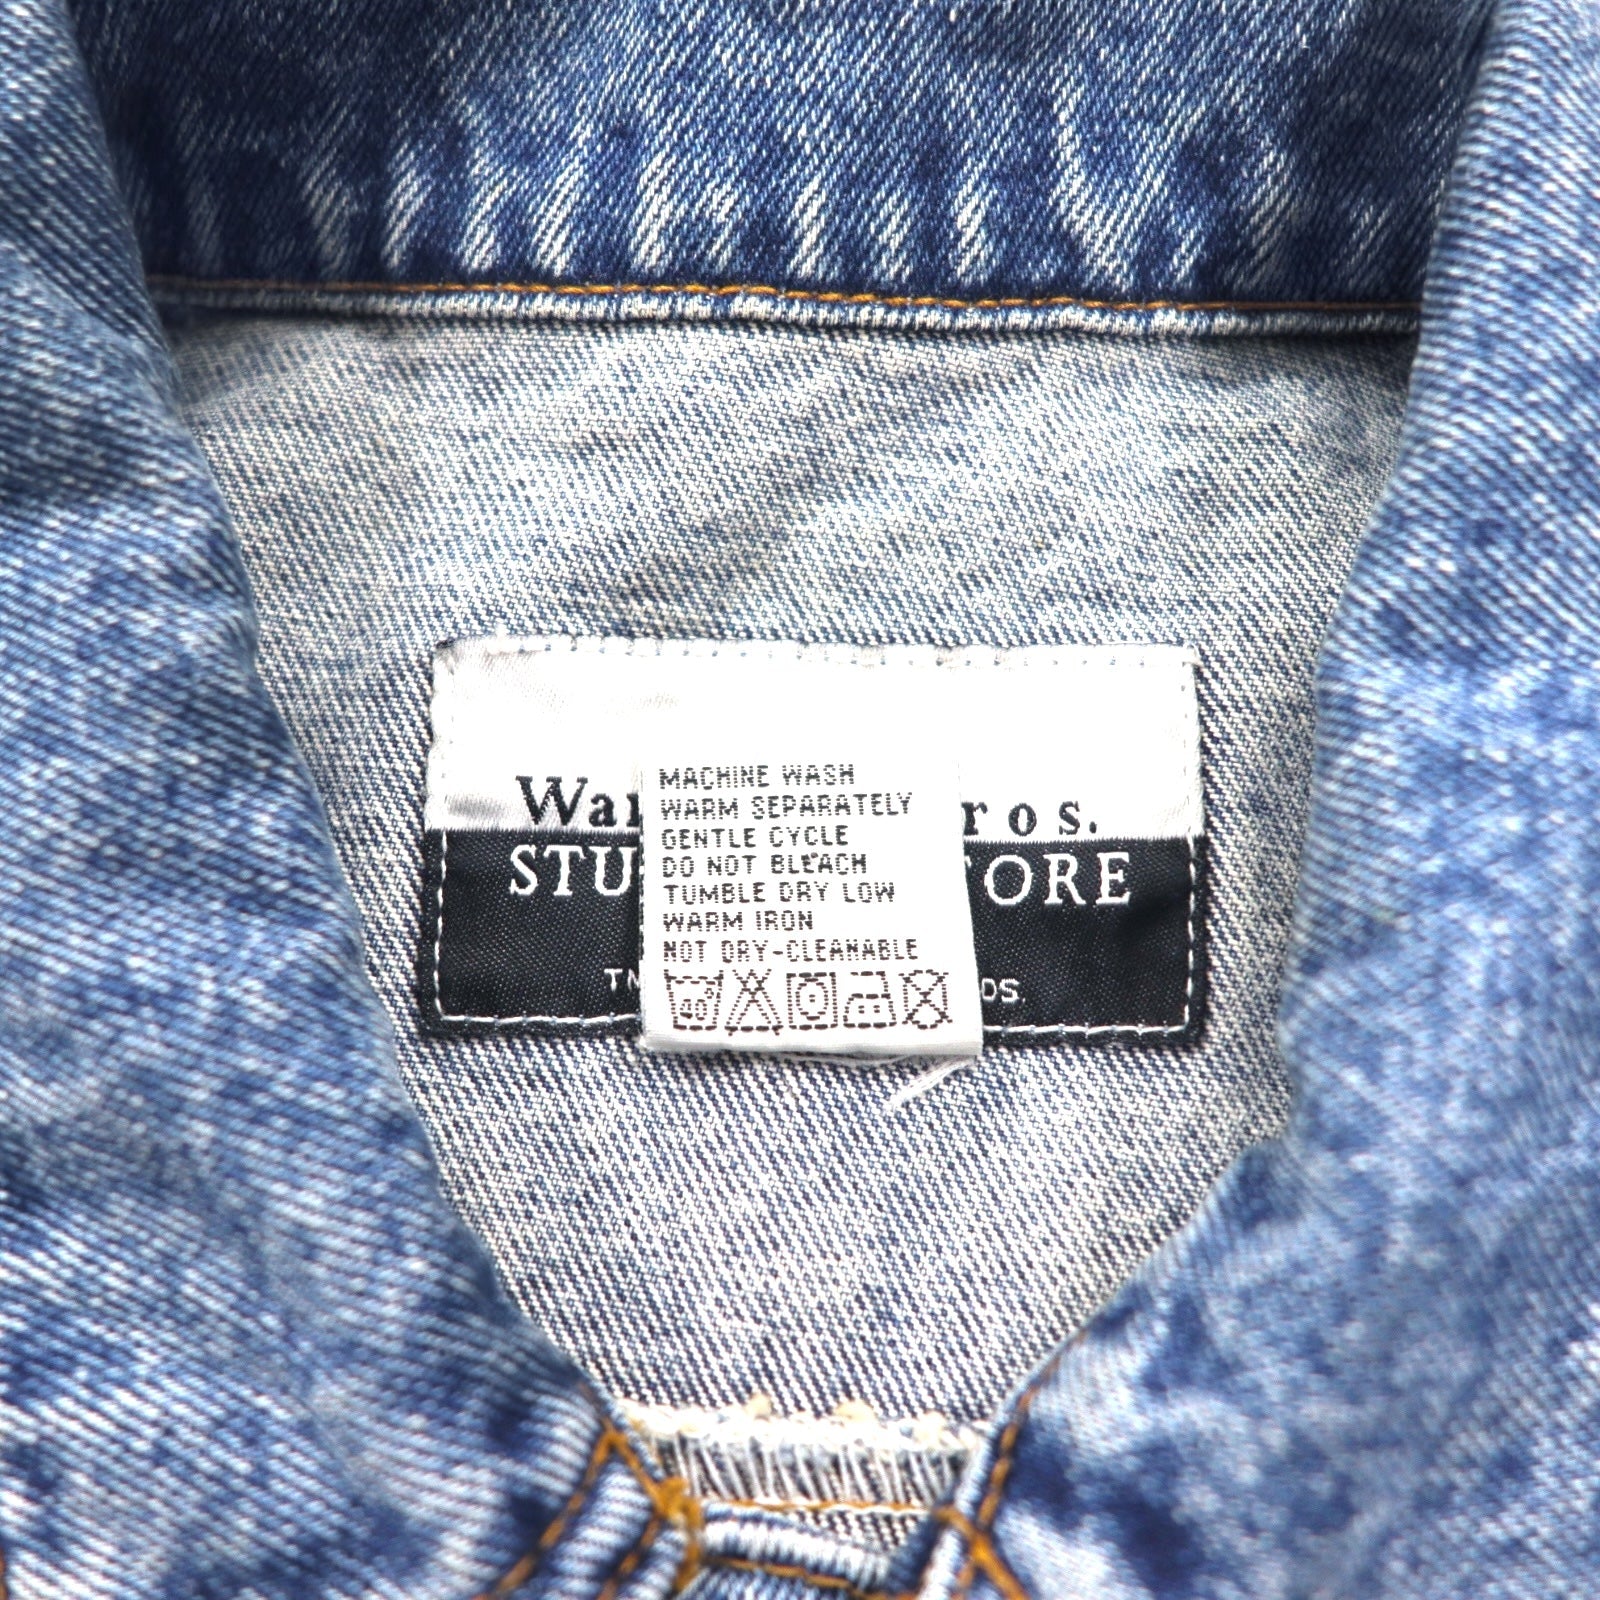 Wa ros.
STU ORE
MACHINE WASH
WARM SEPARATELY
GENTLE CYCLE
DO NOT BLEACH
TUMBLE DRY LOW
WARM IRON
NOT DRY-CLEANABLE
40°
TM OS.